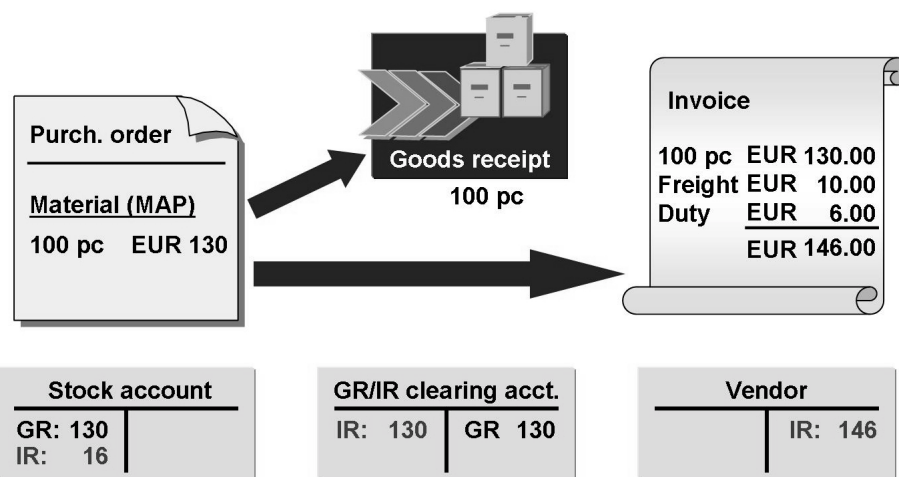 Purch. order
Material (MAP)
100 pc EUR 130
Goods receipt
100 pc
Invoice
100 pc EUR 130.00
Freight EUR 10.00
Duty EUR 6.00
EUR 146.00
Stock account
GR: 130
IR: 16
GR/IR clearing acct.
IR: 130 GR 130
Vendor
IR: 146